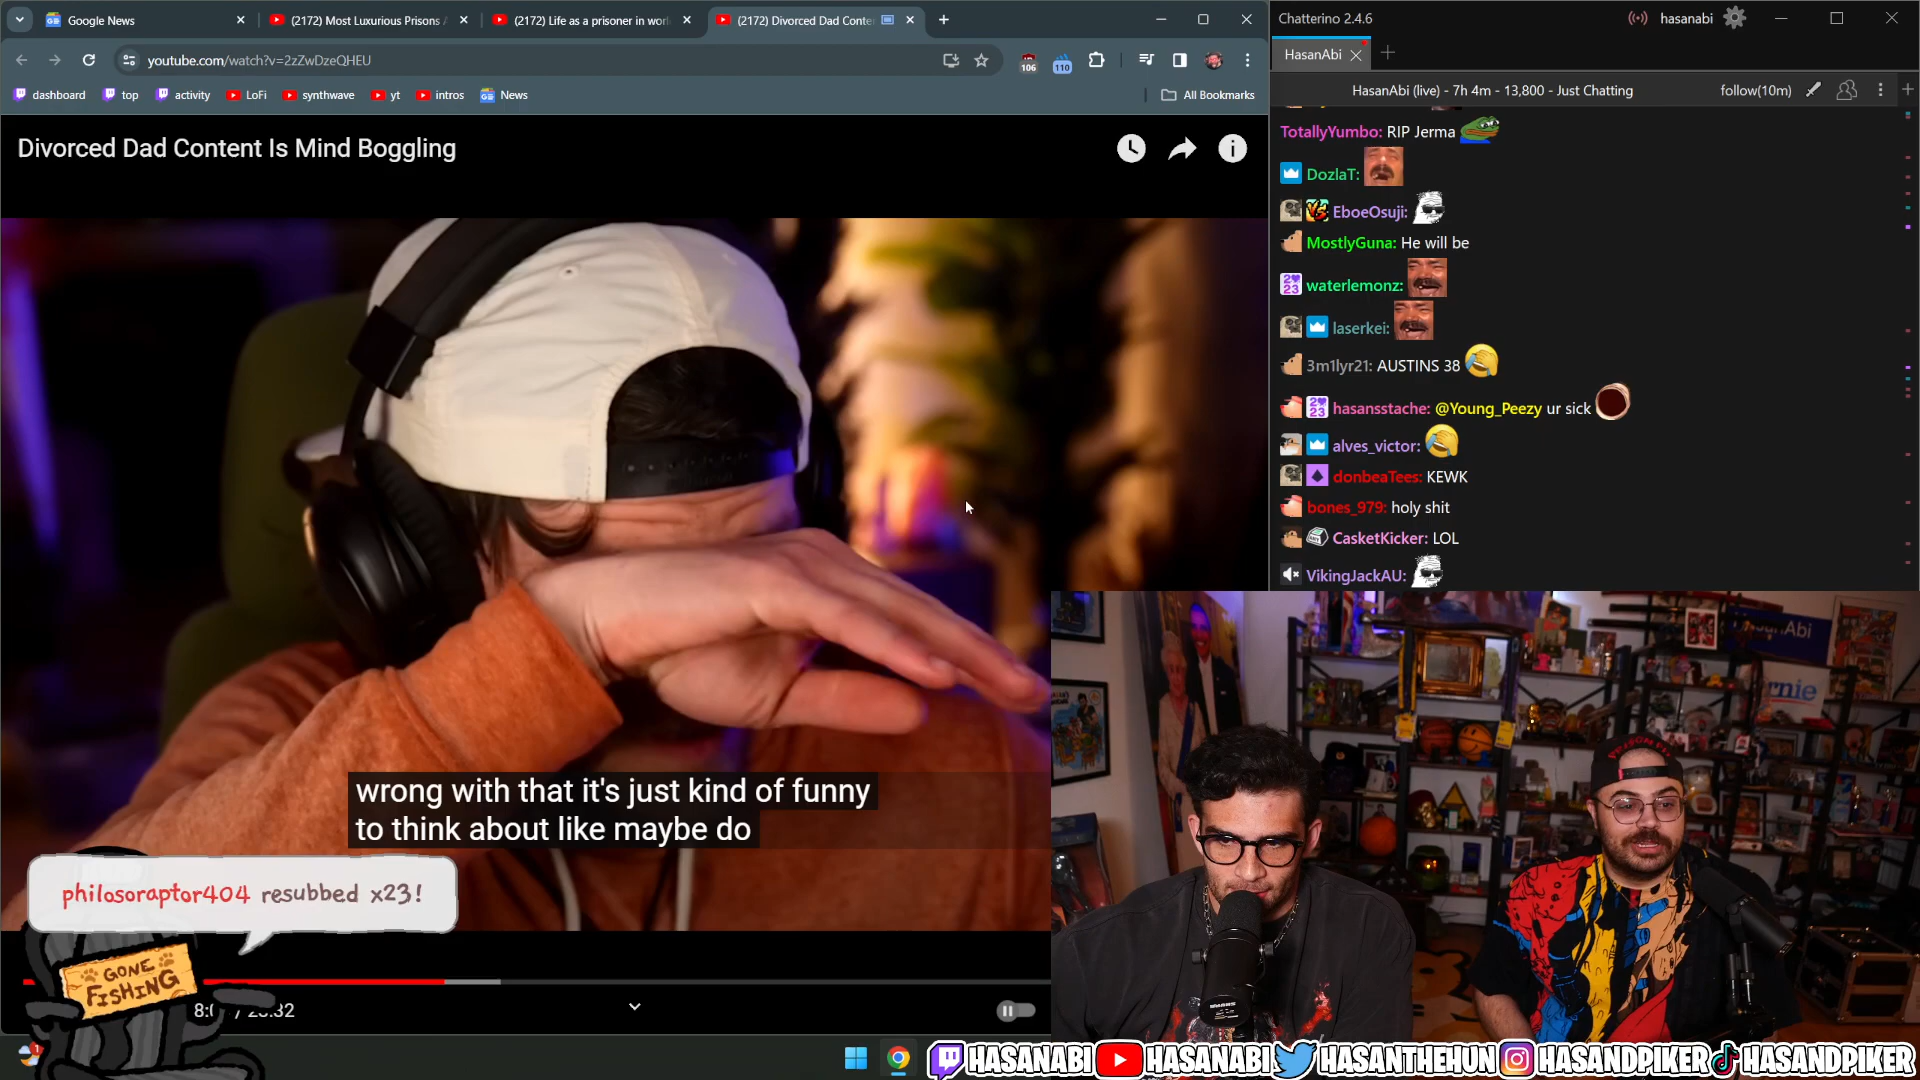 Google News
(2172) Most Luxurious Prisons
(2172) Life as a prisoner in wor
(2172) Divorced Dad Conte
youtube.com/watch?v=2zZwDzeQHEU
106
110
dashboard
top
activity
LoFi
synthwave
yt
intros
News
All Bookmarks
Divorced Dad Content Is Mind Boggling
wrong with that it's just kind of funny
to think about like maybe do
philosoraptor404 resubbed x23!
GONE
FISHING
Chatterino 2.4.6
hasanabi
HasanAbi
HasanAbi (live) - 7h 4m - 13,800 - Just Chatting
follow(10m)
TotallyYumbo: RIP Jerma
DozlaT:
EboeOsuji:
MostlyGuna: He will be
waterlemonz:
laserkei:
3m1lyr21: AUSTINS 38
hasansstache: @Young_Peezy ur sick
alves_victor:
donbeaTees: KEWK
bones_979: holy shit
CasketKicker: LOL
VikingJackAU:
HASANABI
HASANABI
HASANTHEHUN
HASANDPIKER
HASANDPIKER